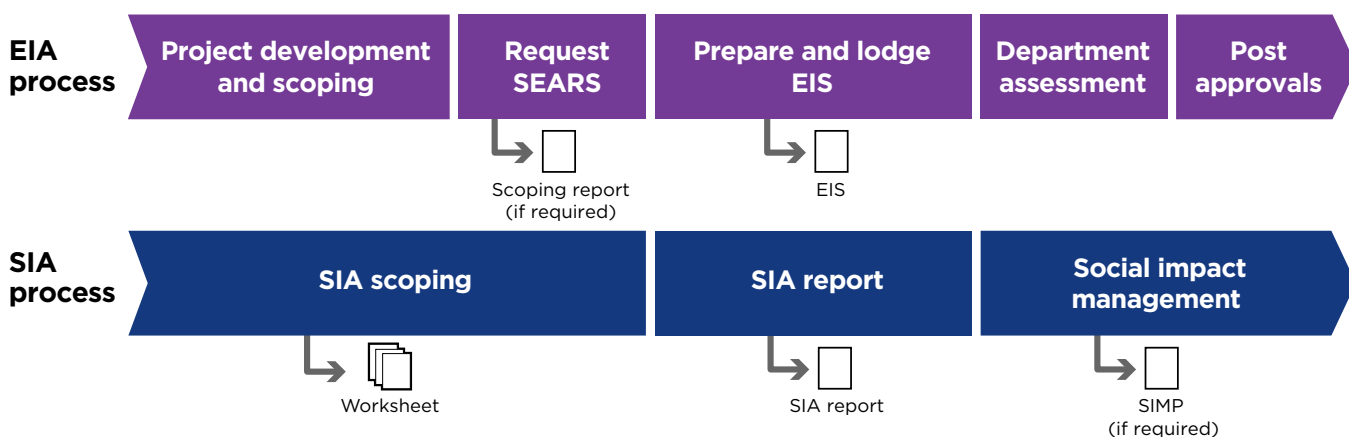 EIA
process
Project development
and scoping
Request
SEARS
Prepare and lodge
EIS
Department
assessment
Post
approvals
Scoping report
(if required)
EIS
SIA
process
SIA scoping
SIA report
Social impact
management
Worksheet
SIA report
SIMP
(if required)